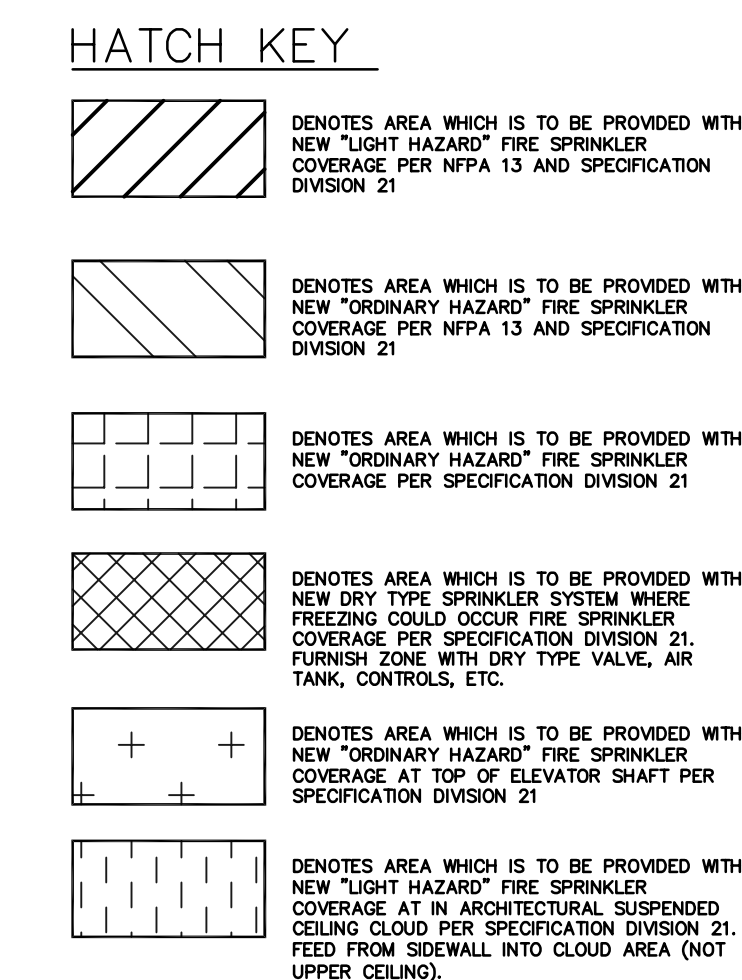 HATCH KEY
DENOTES AREA WHICH IS TO BE PROVIDED WITH
NEW "LIGHT HAZARD" FIRE SPRINKLER
COVERAGE PER NFPA 13 AND SPECIFICATION
DIVISION 21
DENOTES AREA WHICH IS TO BE PROVIDED WITH
NEW "ORDINARY HAZARD" FIRE SPRINKLER
COVERAGE PER NFPA 13 AND SPECIFICATION
DIVISION 21
DENOTES AREA WHICH IS TO BE PROVIDED WITH
NEW "ORDINARY HAZARD" FIRE SPRINKLER
COVERAGE PER SPECIFICATION DIVISION 21
DENOTES AREA WHICH IS TO BE PROVIDED WITH
NEW DRY TYPE SPRINKLER SYSTEM WHERE
FREEZING COULD OCCUR FIRE SPRINKLER
COVERAGE PER SPECIFICATION DIVISION 21.
FURNISH ZONE WITH DRY TYPE VALVE, AIR
TANK, CONTROLS, ETC.
DENOTES AREA WHICH IS TO BE PROVIDED WITH
NEW "ORDINARY HAZARD" FIRE SPRINKLER
COVERAGE AT TOP OF ELEVATOR SHAFT PER
SPECIFICATION DIVISION 21
DENOTES AREA WHICH IS TO BE PROVIDED WITH
NEW "LIGHT HAZARD" FIRE SPRINKLER
COVERAGE AT IN ARCHITECTURAL SUSPENDED
CEILING CLOUD PER SPECIFICATION DIVISION 21.
FEED FROM SIDEWALL INTO CLOUD AREA (NOT
UPPER CEILING).